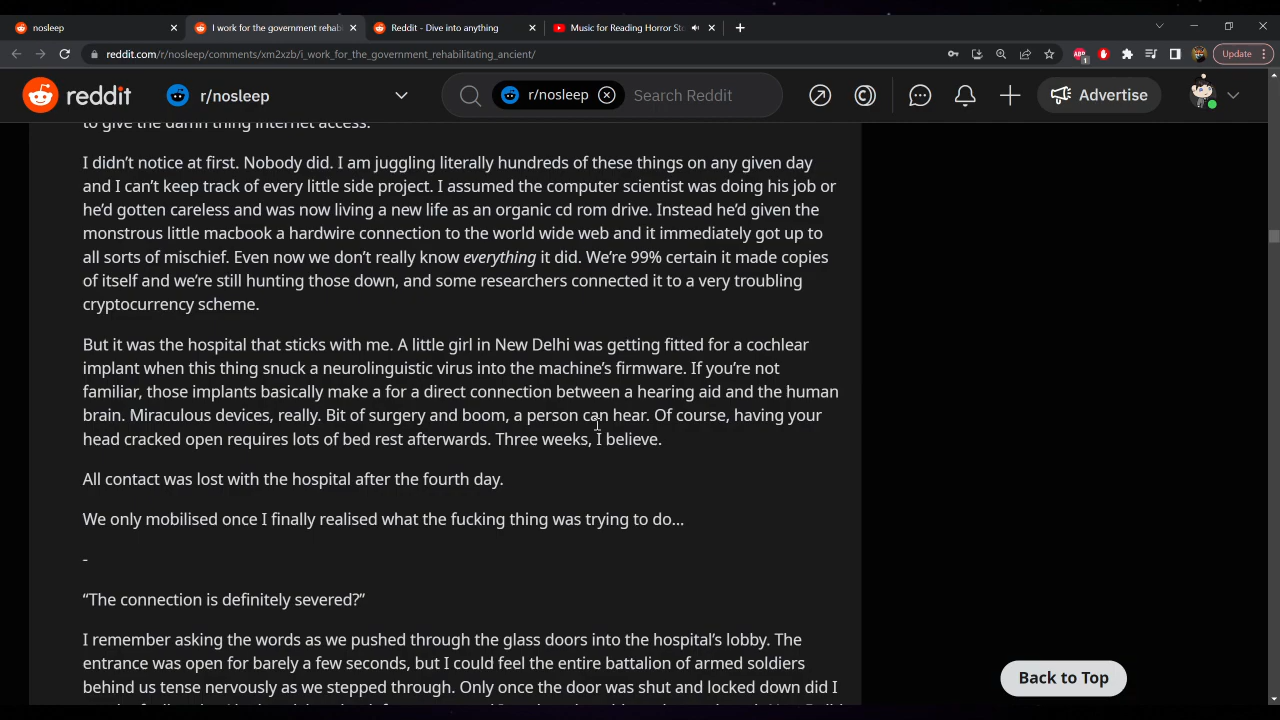 nosleep
I work for the government rehab
Reddit - Dive into anything
Music for Reading Horror St
reddit.com/r/nosleep/comments/xm2xzb/i_work_for_the_government_rehabilitating_ancient/
Update
reddit
r/nosleep
r/nosleep
Search Reddit
Advertise
to give the damn thing internet access.
I didn’t notice at first. Nobody did. I am juggling literally hundreds of these things on any given day
and I can’t keep track of every little side project. I assumed the computer scientist was doing his job or
he’d gotten careless and was now living a new life as an organic cd rom drive. Instead he’d given the
monstrous little macbook a hardwire connection to the world wide web and it immediately got up to
all sorts of mischief. Even now we don’t really know everything it did. We’re 99% certain it made copies
of itself and we’re still hunting those down, and some researchers connected it to a very troubling
cryptocurrency scheme.
But it was the hospital that sticks with me. A little girl in New Delhi was getting fitted for a cochlear
implant when this thing snuck a neurolinguistic virus into the machine’s firmware. If you’re not
familiar, those implants basically make a for a direct connection between a hearing aid and the human
brain. Miraculous devices, really. Bit of surgery and boom, a person can hear. Of course, having your
head cracked open requires lots of bed rest afterwards. Three weeks, I believe.
All contact was lost with the hospital after the fourth day.
We only mobilised once I finally realised what the fucking thing was trying to do…
-
“The connection is definitely severed?”
I remember asking the words as we pushed through the glass doors into the hospital’s lobby. The
entrance was open for barely a few seconds, but I could feel the entire battalion of armed soldiers
behind us tense nervously as we stepped through. Only once the door was shut and locked down did I
Back to Top